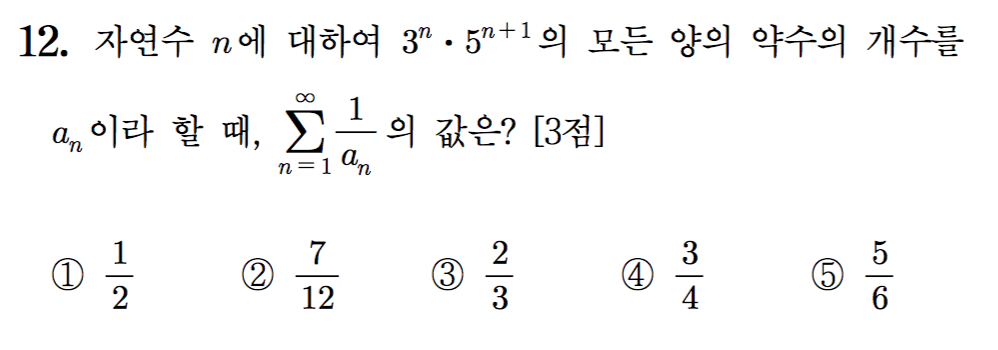 12. 자연수 n에 대하여 3ⁿ · 5ⁿ⁺¹의 모든 양의 약수의 개수를
aₙ이라 할 때, ∑_{n=1}^{∞} 1/aₙ 의 값은? [3점]
① 1/2 ② 7/12 ③ 2/3 ④ 3/4 ⑤ 5/6